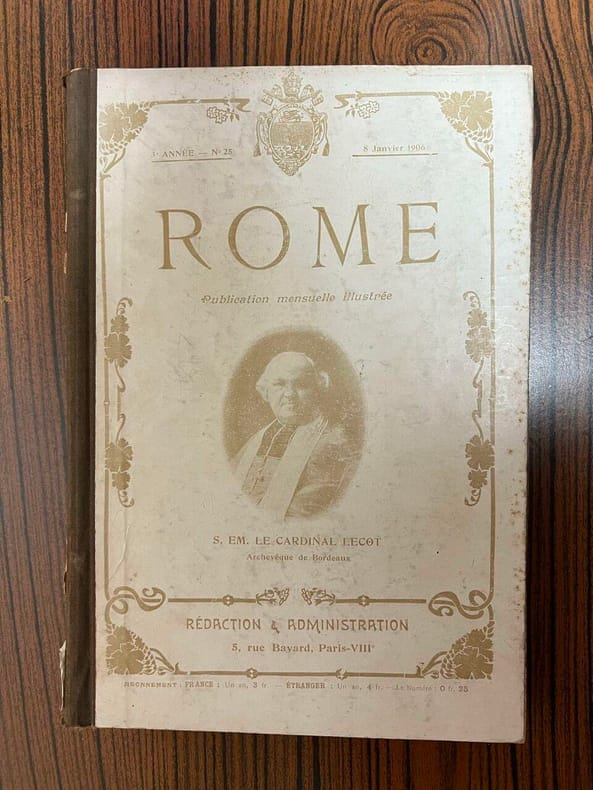 3e ANNÉE — No 25
8 Janvier 1906
ROME
Publication mensuelle illustrée
S. EM. LE CARDINAL LECOT
Archevêque de Bordeaux
RÉDACTION & ADMINISTRATION
5, rue Bayard, Paris-VIIIe
ABONNEMENT : FRANCE : Un an, 3 fr. — ÉTRANGER : Un an, 4 fr. — Le Numéro : 0 fr. 25